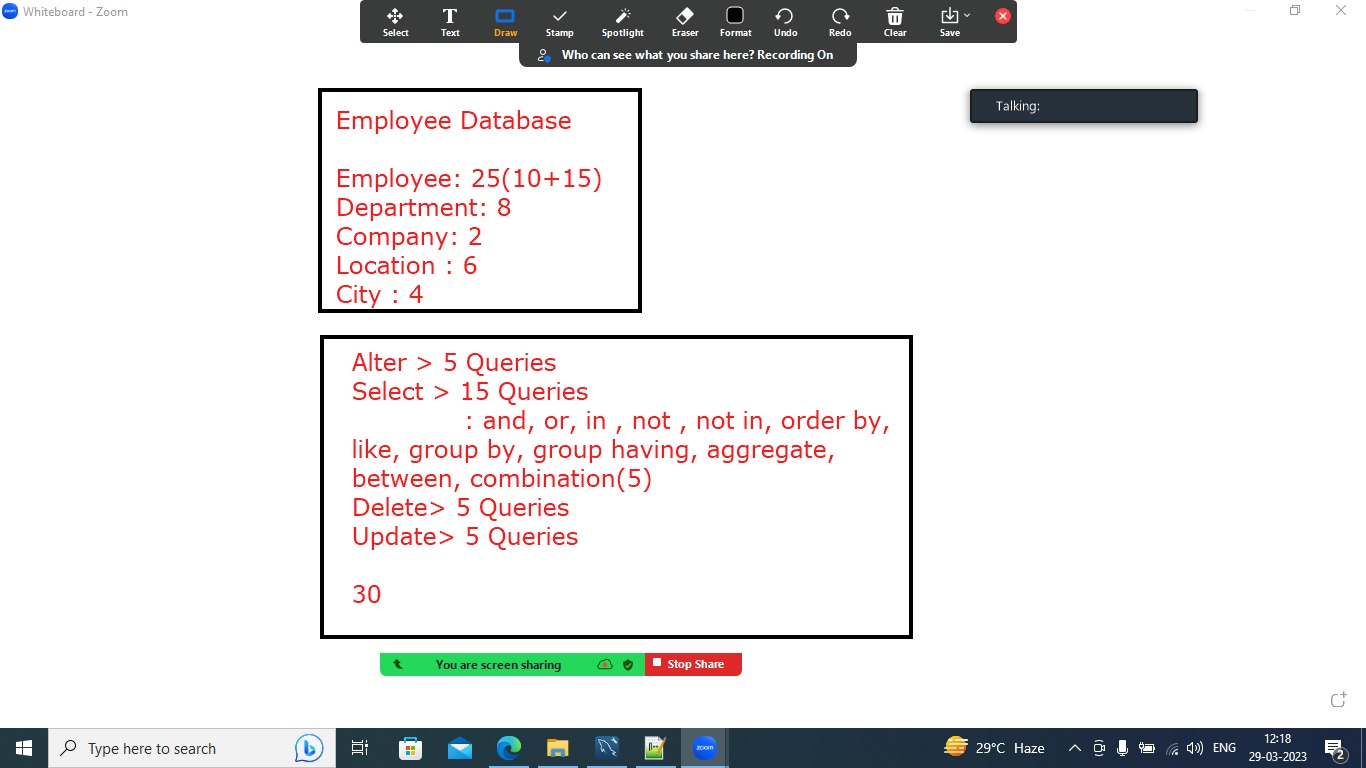 zoom Whiteboard - Zoom
Select Text Draw Stamp Spotlight Eraser Format Undo Redo Clear Save
Who can see what you share here? Recording On
Talking:
Employee Database
Employee: 25(10+15)
Department: 8
Company: 2
Location : 6
City : 4
Alter > 5 Queries
Select > 15 Queries
: and, or, in , not , not in, order by,
like, group by, group having, aggregate,
between, combination(5)
Delete> 5 Queries
Update> 5 Queries
30
You are screen sharing Stop Share
Type here to search
zoom
29°C Haze
ENG
12:18
29-03-2023
2